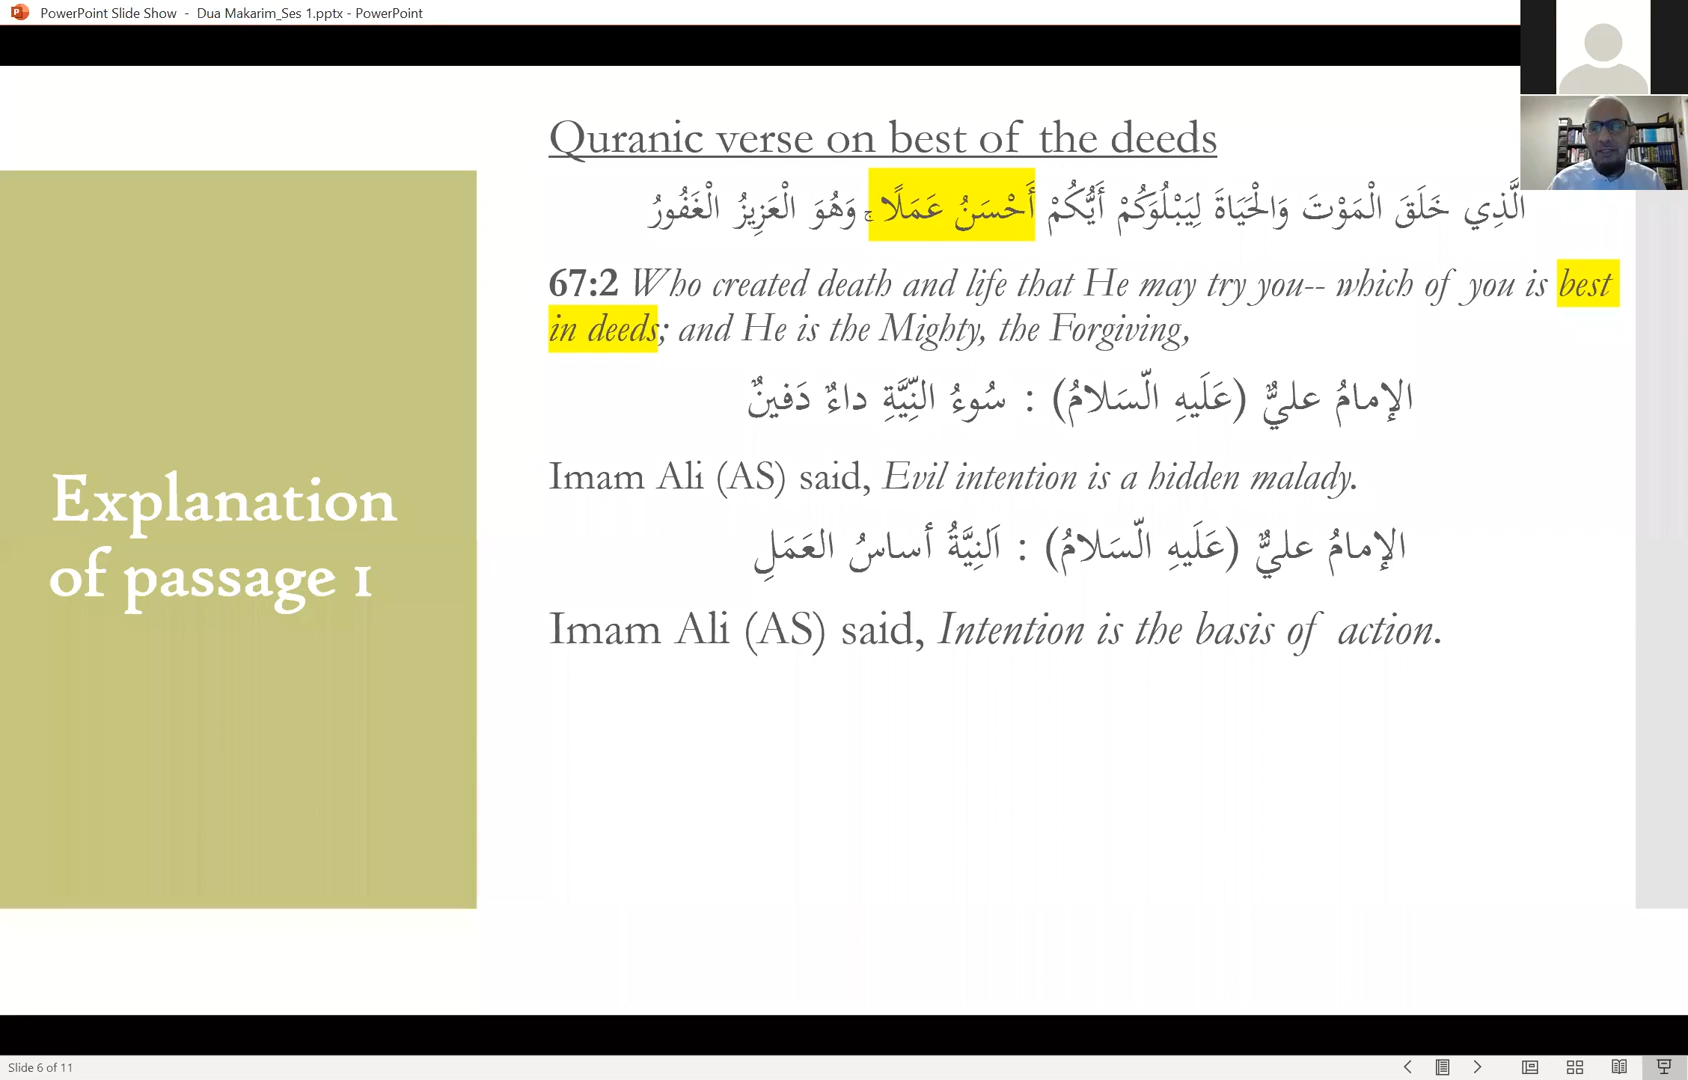 PowerPoint Slide Show - Dua Makarim_Ses 1.pptx - PowerPoint
Quranic verse on best of the deeds
الَّذِي خَلَقَ الْمَوْتَ وَالْحَيَاةَ لِيَبْلُوَكُمْ أَيُّكُمْ أَحْسَنُ عَمَلًا ۚ وَهُوَ الْعَزِيزُ الْغَفُورُ
67:2 Who created death and life that He may try you-- which of you is best
in deeds; and He is the Mighty, the Forgiving,
الإمامُ عليٌّ (عَلَيهِ الّسَلامُ) : سُوءُ النِّيَّةِ داءٌ دَفينٌ
Imam Ali (AS) said, Evil intention is a hidden malady.
الإمامُ عليٌّ (عَلَيهِ الّسَلامُ) : اَلنِيَّةُ أساسُ العَمَلِ
Imam Ali (AS) said, Intention is the basis of action.
Explanation
of passage 1
Slide 6 of 11